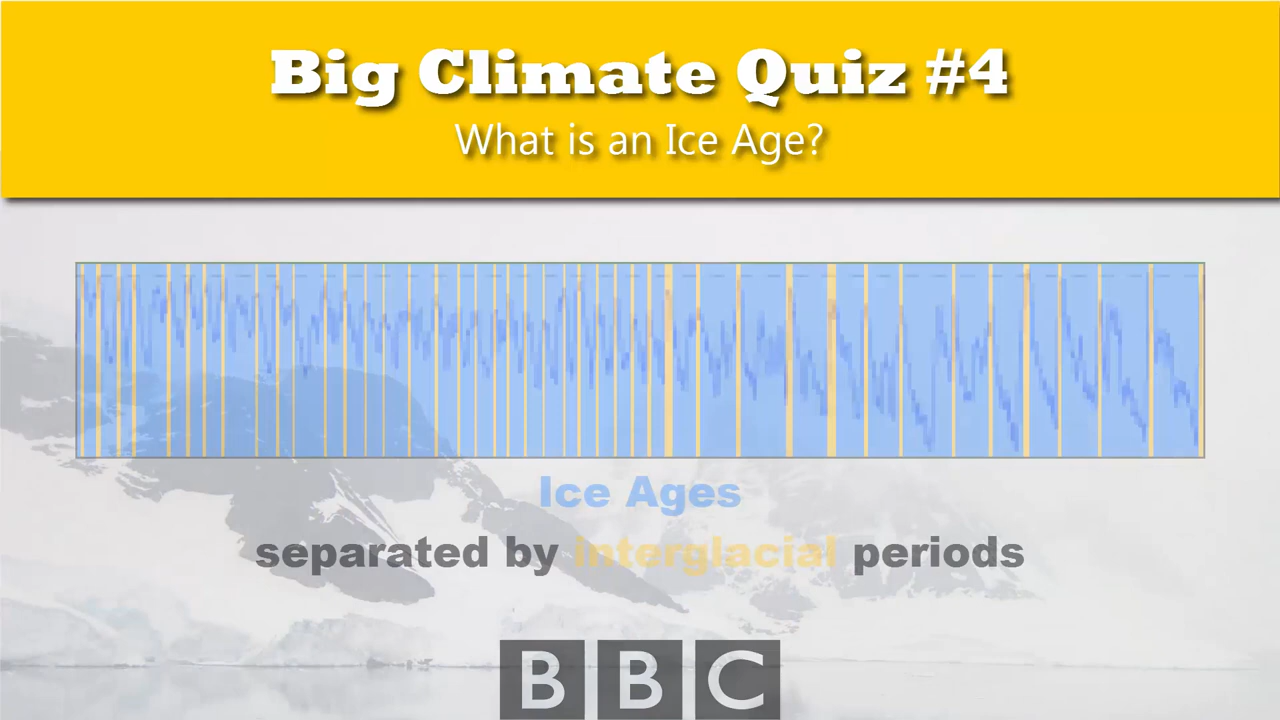 Big Climate Quiz #4
What is an Ice Age?
Ice Ages
separated by interglacial periods
BBC